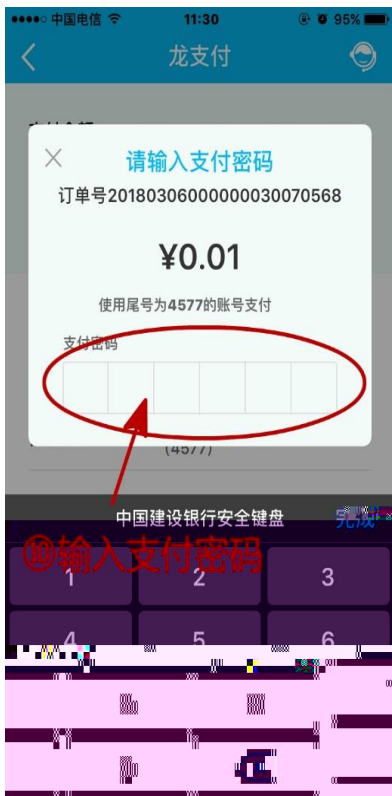 中国电信 11:30 95%
龙支付
请输入支付密码
订单号20180306000000030070568
¥0.01
使用尾号为4577的账号支付
支付密码
(4577)
中国建设银行安全键盘 完成
⑩输入支付密码
1 2 3
4 5 6